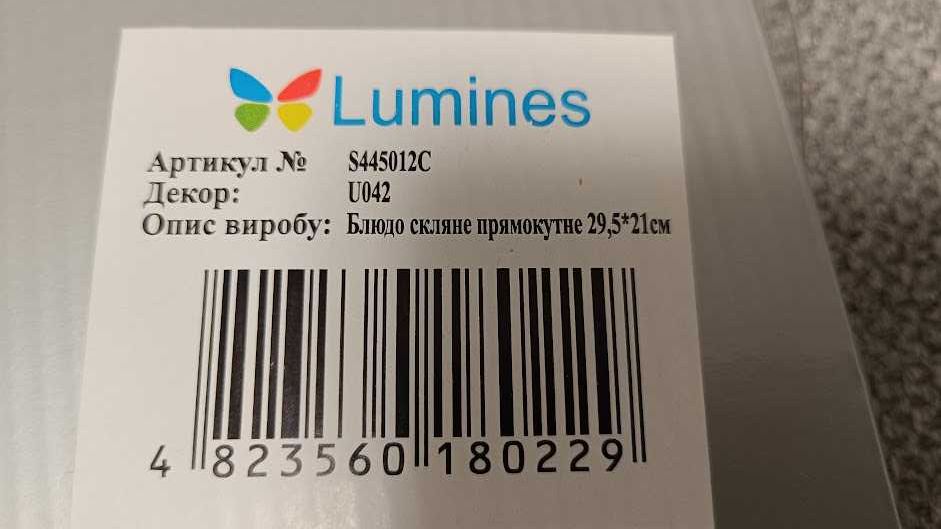 Lumines
Артикул № S445012C
Декор: U042
Опис виробу: Блюдо скляне прямокутне 29,5*21см
4 823560 180229